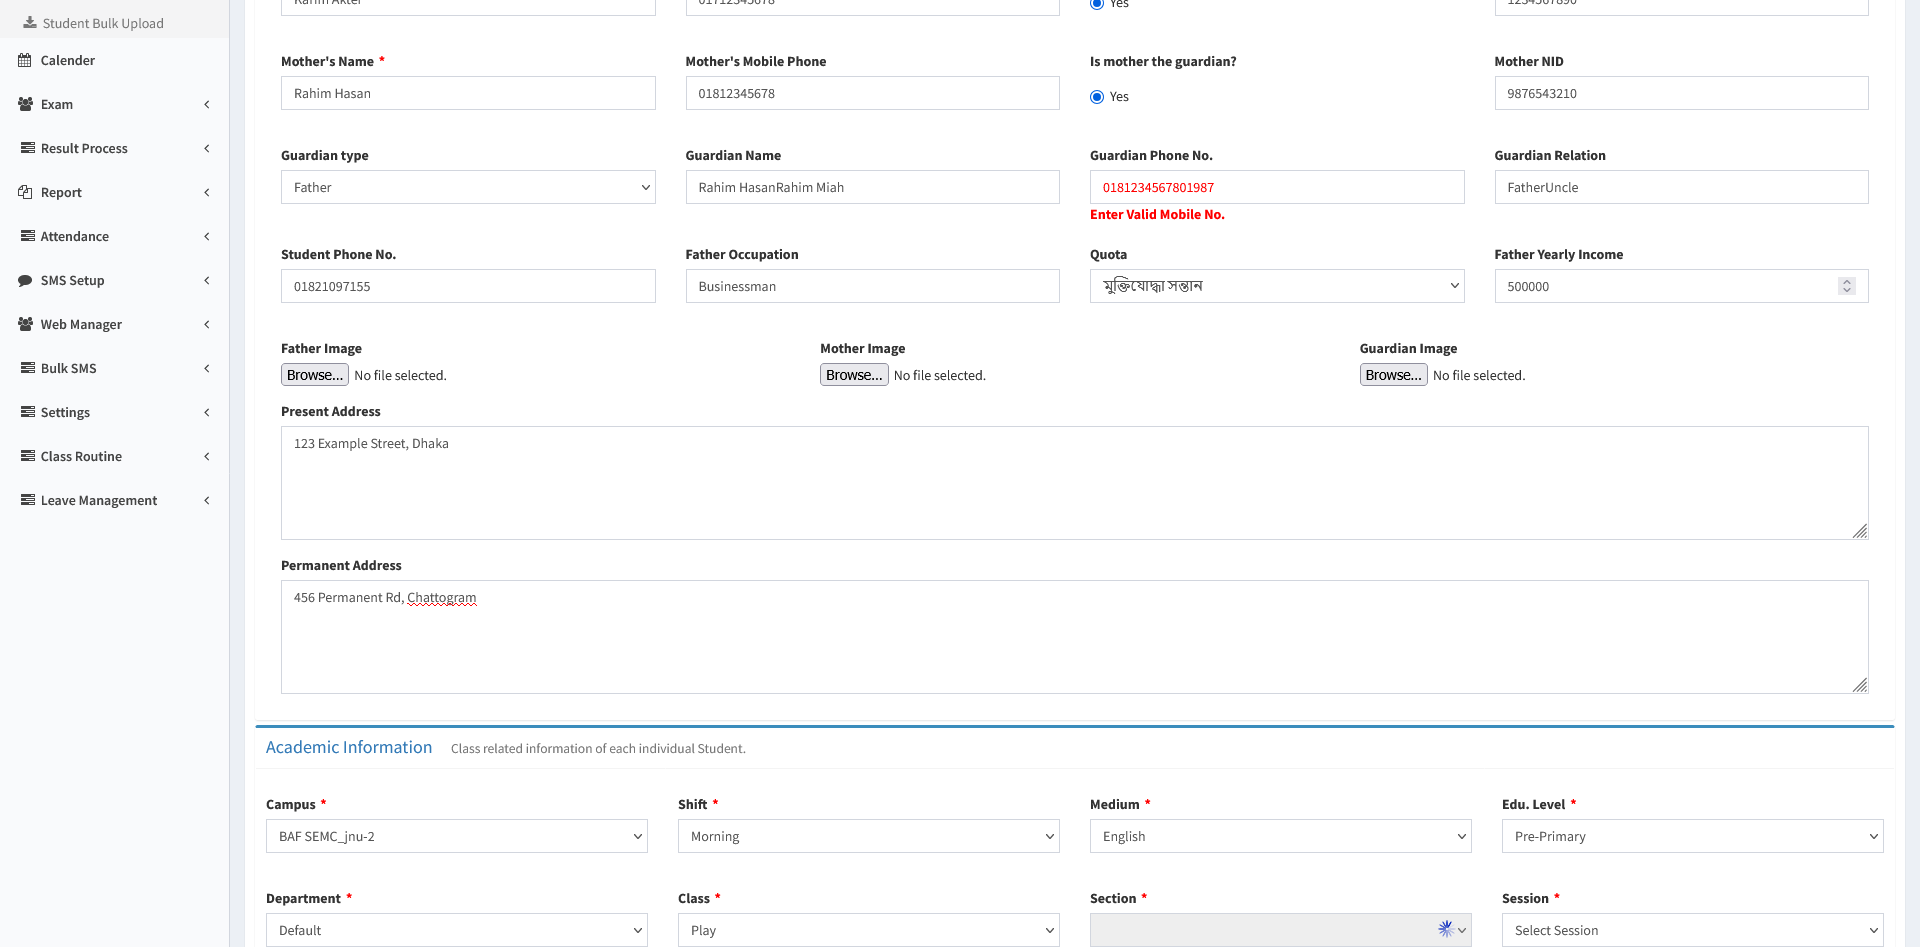 Student Bulk Upload
Calender
Exam
Result Process
Report
Attendance
SMS Setup
Web Manager
Bulk SMS
Settings
Class Routine
Leave Management
Yes
Mother's Name *
Mother's Mobile Phone
Is mother the guardian?
Mother NID
Rahim Hasan
01812345678
Yes
9876543210
Guardian type
Guardian Name
Guardian Phone No.
Guardian Relation
Father
Rahim HasanRahim Miah
0181234567801987
FatherUncle
Enter Valid Mobile No.
Student Phone No.
Father Occupation
Quota
Father Yearly Income
01821097155
Businessman
মুক্তিযোদ্ধা সন্তান
500000
Father Image
Mother Image
Guardian Image
Browse... No file selected.
Browse... No file selected.
Browse... No file selected.
Present Address
123 Example Street, Dhaka
Permanent Address
456 Permanent Rd, Chattogram
Academic Information Class related information of each individual Student.
Campus *
Shift *
Medium *
Edu. Level *
BAF SEMC_jnu-2
Morning
English
Pre-Primary
Department *
Class *
Section *
Session *
Default
Play
Select Session